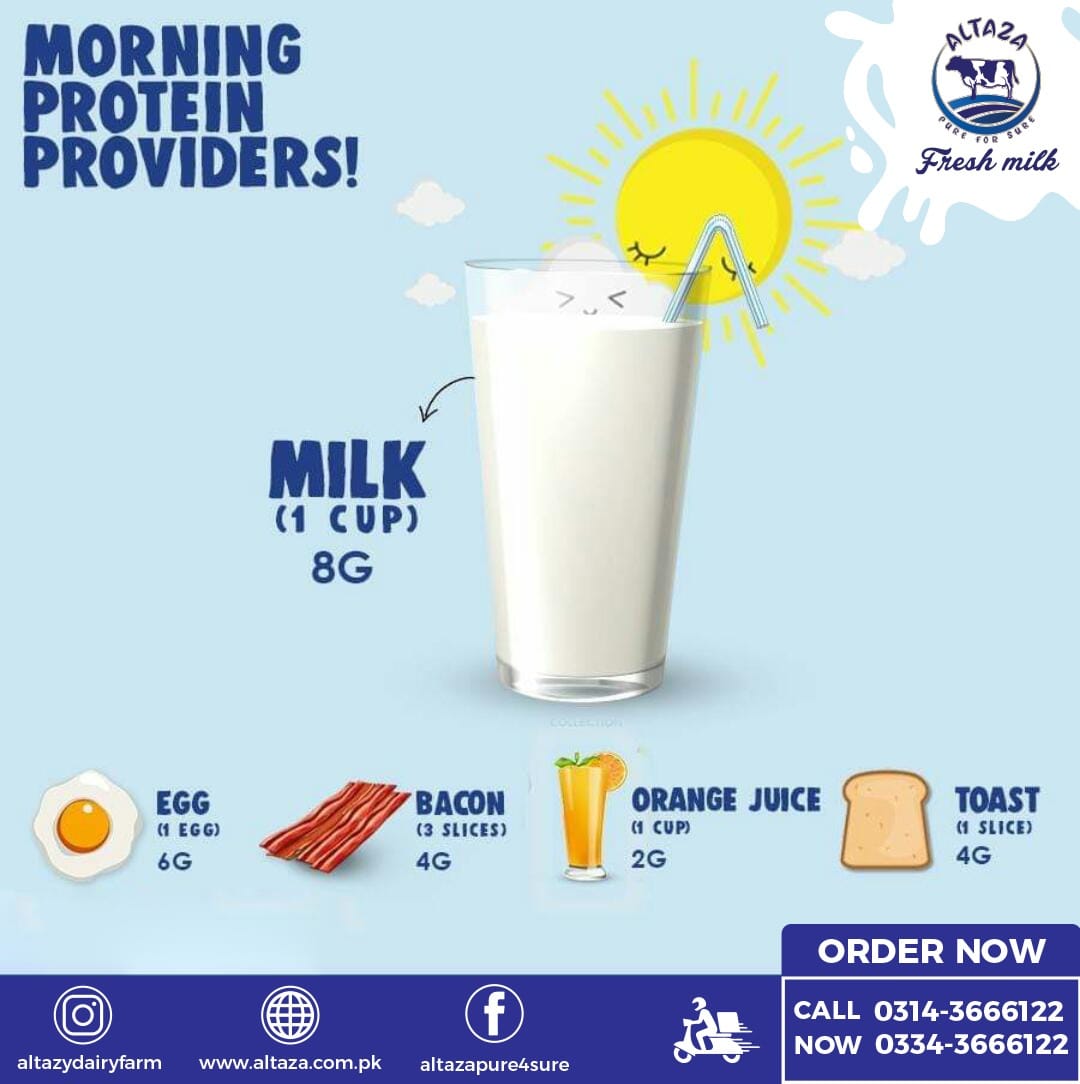 MORNING
PROTEIN
PROVIDERS!
ALTAZA
PURE FOR SURE
Fresh milk
MILK
(1 CUP)
8G
COLLECTION
EGG
(1 EGG)
6G
BACON
(3 SLICES)
4G
ORANGE JUICE
(1 CUP)
2G
TOAST
(1 SLICE)
4G
ORDER NOW
CALL 0314-3666122
NOW 0334-3666122
altazydairyfarm
www.altaza.com.pk
altazapure4sure